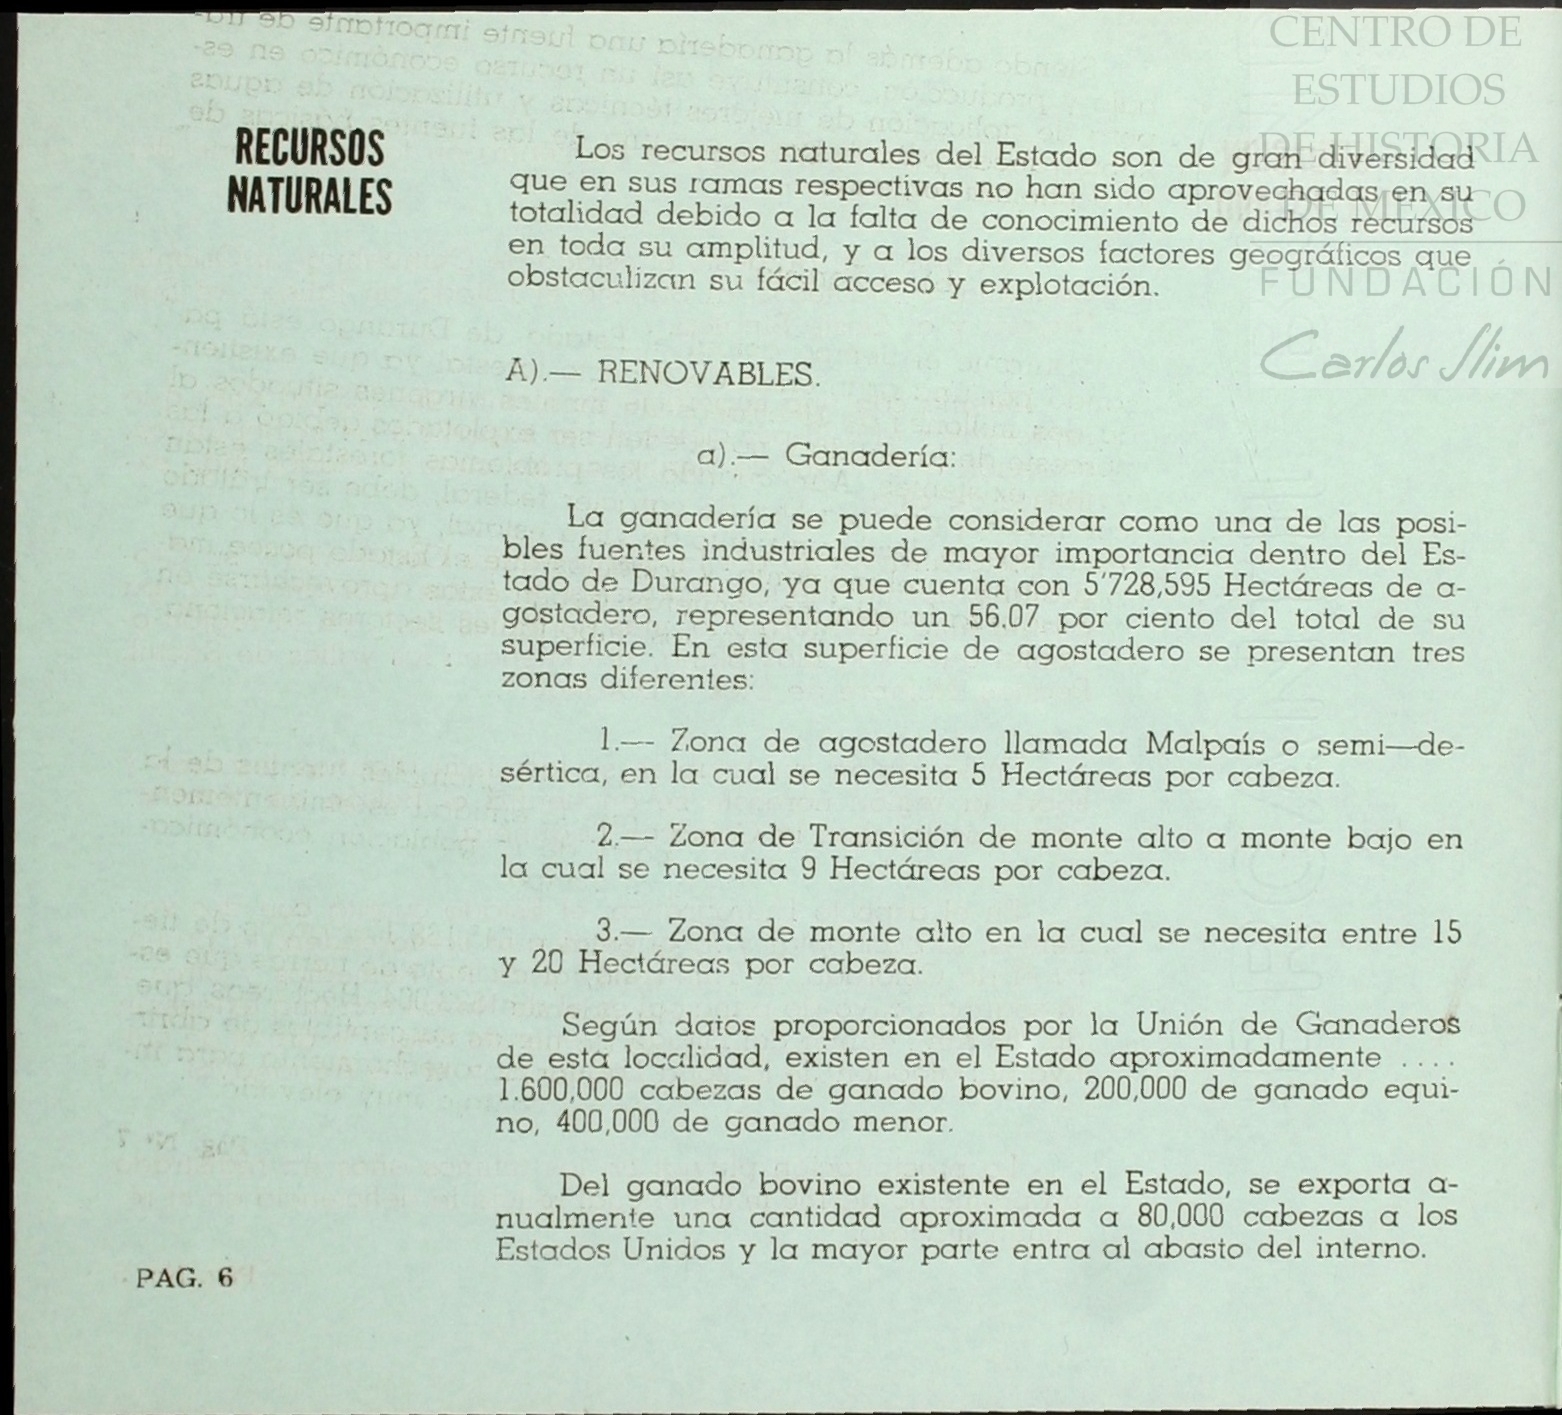 CENTRO DE
ESTUDIOS
DE HISTORIA
DE MÉXICO
FUNDACIÓN
Carlos Slim
RECURSOS
NATURALES
Los recursos naturales del Estado son de gran diversidad
que en sus ramas respectivas no han sido aprovechadas en su
totalidad debido a la falta de conocimiento de dichos recursos
en toda su amplitud, y a los diversos factores geográficos que
obstaculizan su fácil acceso y explotación.
A).— RENOVABLES.
a).— Ganadería:
La ganadería se puede considerar como una de las posi-
bles fuentes industriales de mayor importancia dentro del Es-
tado de Durango, ya que cuenta con 5'728,595 Hectáreas de a-
gostadero, representando un 56.07 por ciento del total de su
superficie. En esta superficie de agostadero se presentan tres
zonas diferentes:
1.— Zona de agostadero llamada Malpaís o semi—de-
sértica, en la cual se necesita 5 Hectáreas por cabeza.
2.— Zona de Transición de monte alto a monte bajo en
la cual se necesita 9 Hectáreas por cabeza.
3.— Zona de monte alto en la cual se necesita entre 15
y 20 Hectáreas por cabeza.
Según datos proporcionados por la Unión de Ganaderos
de esta localidad, existen en el Estado aproximadamente ....
1.600,000 cabezas de ganado bovino, 200,000 de ganado equi-
no, 400,000 de ganado menor.
Del ganado bovino existente en el Estado, se exporta a-
nualmente una cantidad aproximada a 80,000 cabezas a los
Estados Unidos y la mayor parte entra al abasto del interno.
PAG. 6